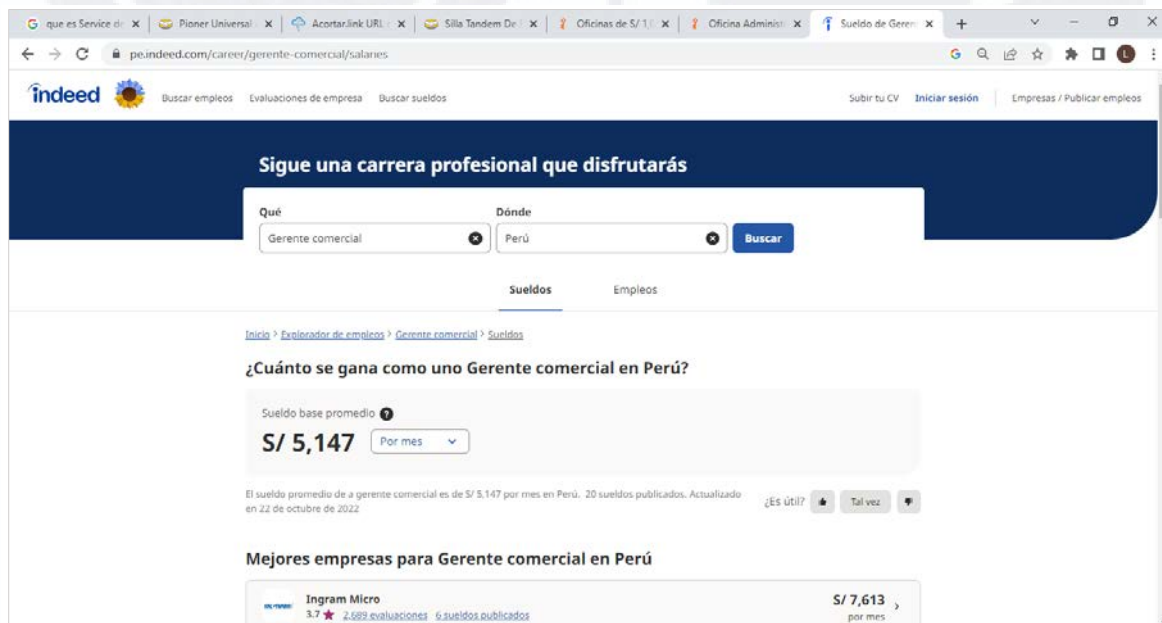 que es Service de
Pioner Universal
Acortar.link URL
Silla Tandem De
Oficinas de S/ 1,
Oficina Administ
Sueldo de Geren
pe.indeed.com/career/gerente-comercial/salaries
L
indeed
Buscar empleos Evaluaciones de empresa Buscar sueldos
Subir tu CV Iniciar sesión Empresas / Publicar empleos
Sigue una carrera profesional que disfrutarás
Qué Dónde
Gerente comercial Perú Buscar
Sueldos Empleos
Inicio > Explorador de empleos > Gerente comercial > Sueldos
¿Cuánto se gana como uno Gerente comercial en Perú?
Sueldo base promedio ?
S/ 5,147 Por mes
El sueldo promedio de a gerente comercial es de S/ 5,147 por mes en Perú. 20 sueldos publicados. Actualizado
en 22 de octubre de 2022
¿Es útil? Tal vez
Mejores empresas para Gerente comercial en Perú
Ingram Micro S/ 7,613
3.7 ★ 2,689 evaluaciones 6 sueldos publicados por mes